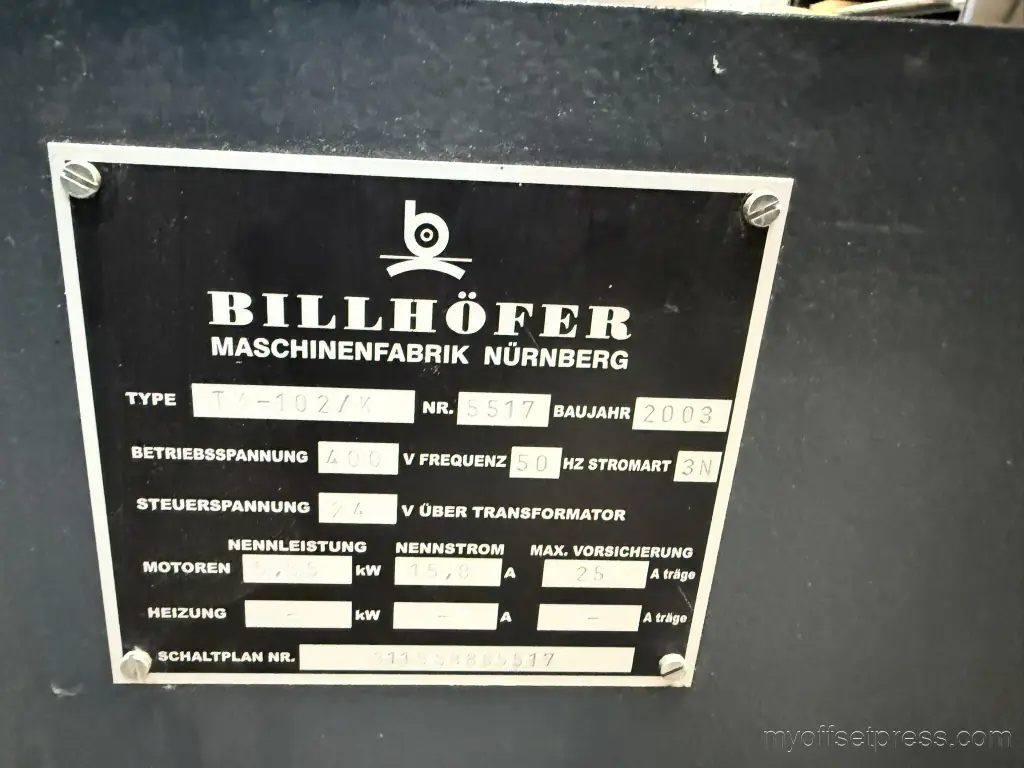 b
BILLHÖFER
MASCHINENFABRIK NÜRNBERG
TYPE NR. 5517 BAUJAHR 2003
BETRIEBSSPANNUNG 400 V FREQUENZ 50 HZ STROMART 3N
STEUERSPANNUNG 24 V ÜBER TRANSFORMATOR
NENNLEISTUNG NENNSTROM MAX. VORSICHERUNG
MOTOREN kW 15,8 A 25 A träge
HEIZUNG - kW - A - A träge
SCHALTPLAN NR.
myoffsetpress.com